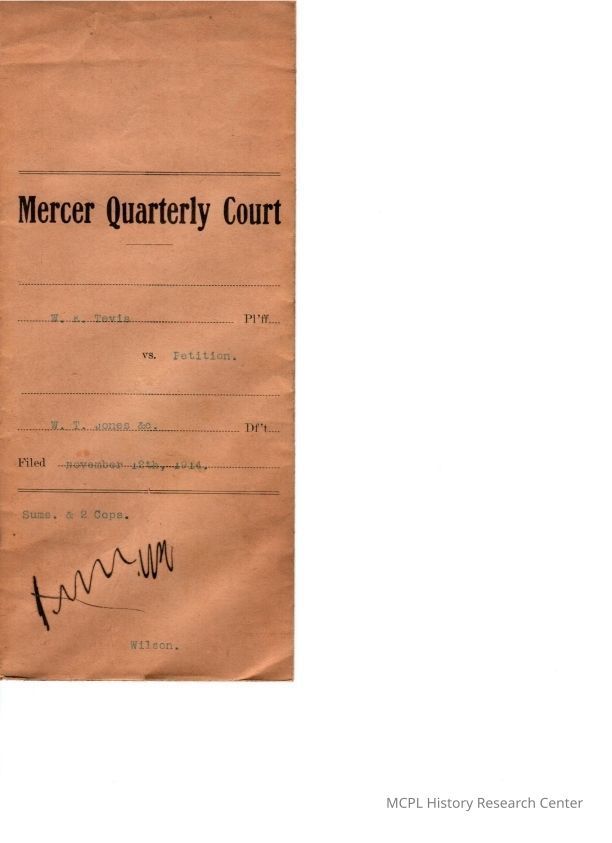 Mercer Quarterly Court
W. K. Tevis Pl'ff.
vs. Petition.
W. T. Jones &c. Df't.
Filed November 12th, 1914.
Sums. & 2 Cops.
Wilson.
MCPL History Research Center